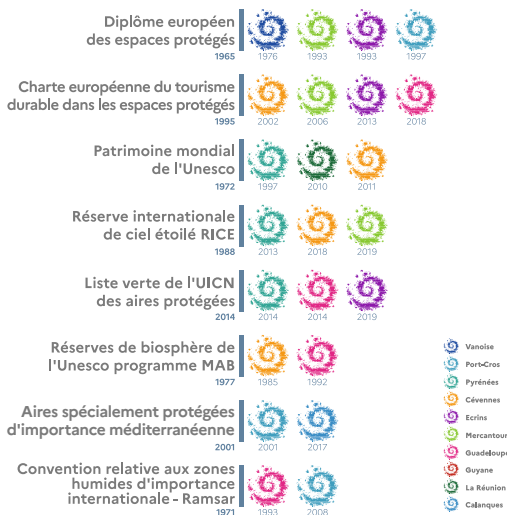 Diplôme européen
des espaces protégés
1965 1976 1993 1993 1997
Charte européenne du tourisme
durable dans les espaces protégés
1995 2002 2006 2013 2018
Patrimoine mondial
de l'Unesco
1972 1997 2010 2011
Réserve internationale
de ciel étoilé RICE
1988 2013 2018 2019
Liste verte de l'UICN
des aires protégées
2014 2014 2014 2019
Réserves de biosphère de
l'Unesco programme MAB
1977 1985 1992
Aires spécialement protégées
d'importance méditerranéenne
2001 2001 2017
Convention relative aux zones
humides d'importance
internationale - Ramsar
1971 1993 2008
Vanoise
Port-Cros
Pyrénées
Cévennes
Ecrins
Mercantour
Guadeloupe
Guyane
La Réunion
Calanques